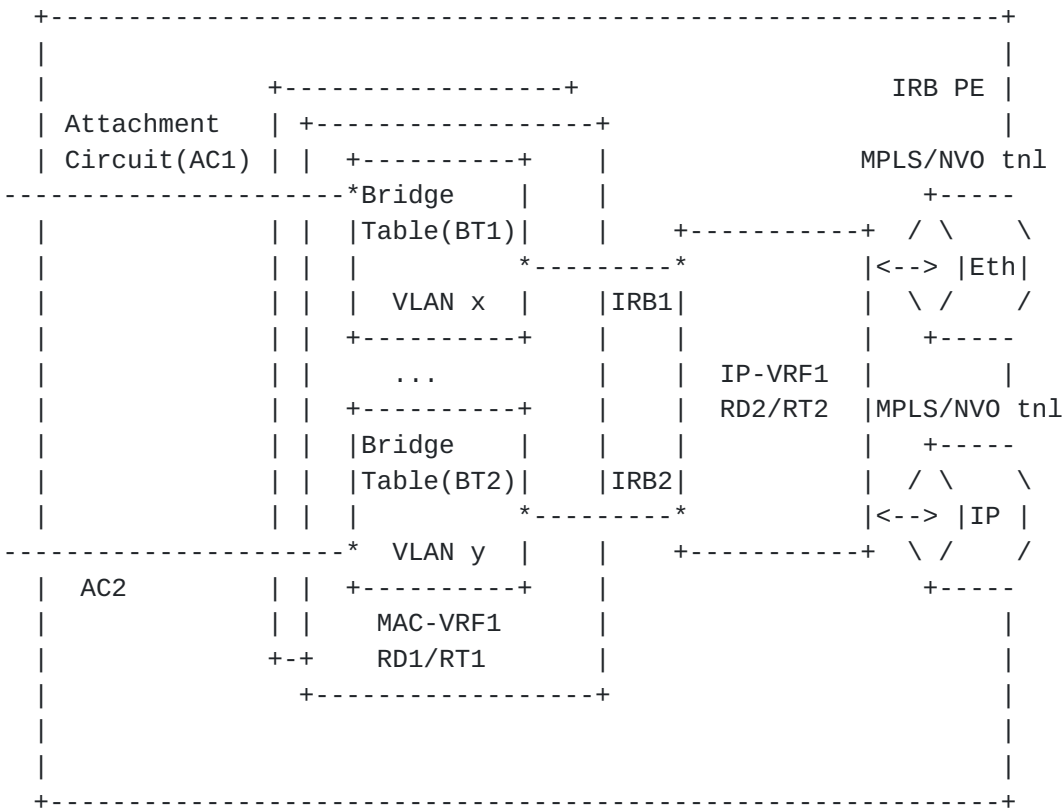 IRB PE
Attachment
Circuit(AC1) MPLS/NVO tnl
Bridge
Table(BT1)
Eth
VLAN x IRB1
... IP-VRF1
RD2/RT2 MPLS/NVO tnl
Bridge
Table(BT2) IRB2
IP
VLAN y
AC2
MAC-VRF1
RD1/RT1